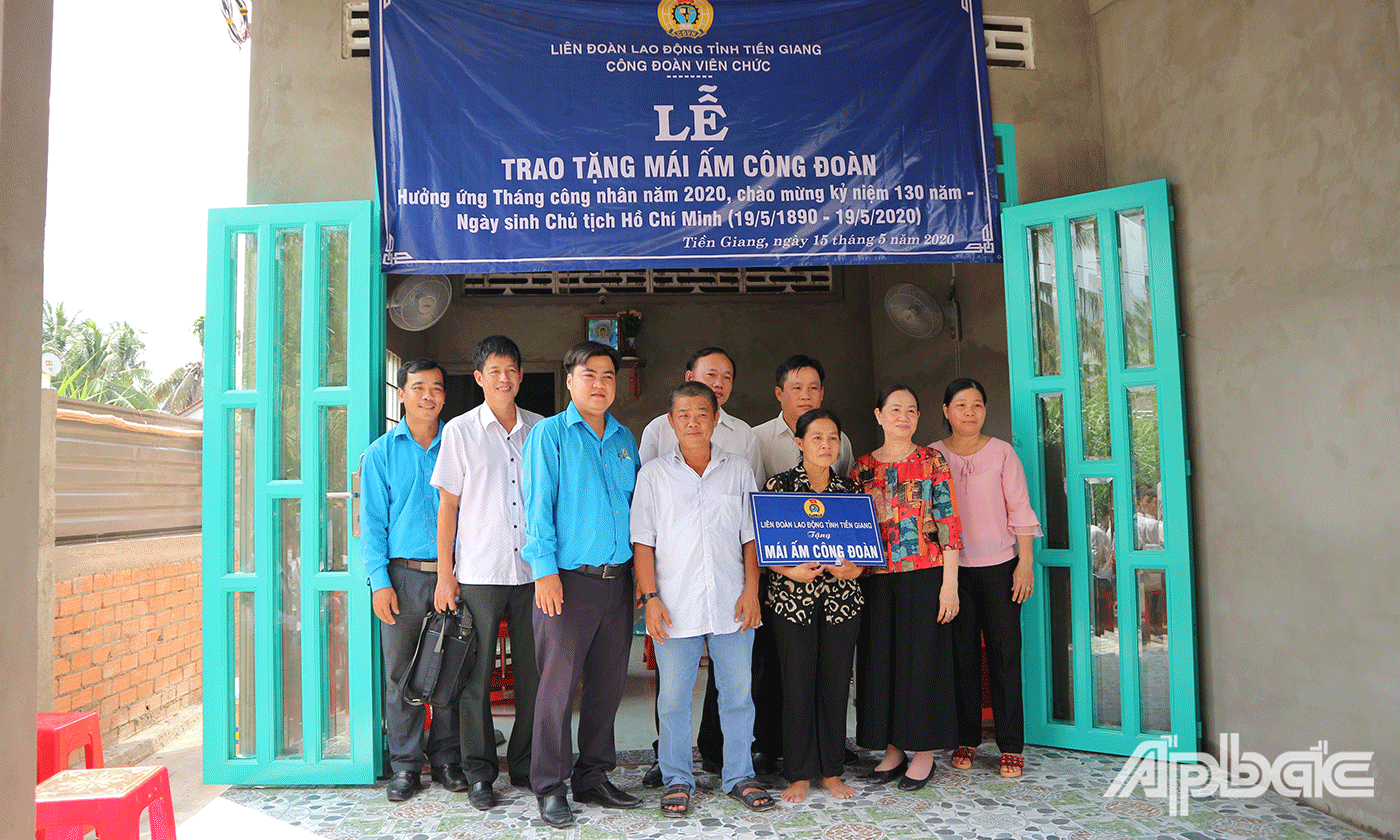 LIÊN ĐOÀN LAO ĐỘNG TỈNH TIỀN GIANG
CÔNG ĐOÀN VIÊN CHỨC
LỄ
TRAO TẶNG MÁI ẤM CÔNG ĐOÀN
Hưởng ứng Tháng công nhân năm 2020, chào mừng kỷ niệm 130 năm -
Ngày sinh Chủ tịch Hồ Chí Minh (19/5/1890 - 19/5/2020)
Tiền Giang, ngày 15 tháng 5 năm 2020
LIÊN ĐOÀN LAO ĐỘNG TỈNH TIỀN GIANG
Tặng
MÁI ẤM CÔNG ĐOÀN
Apbac